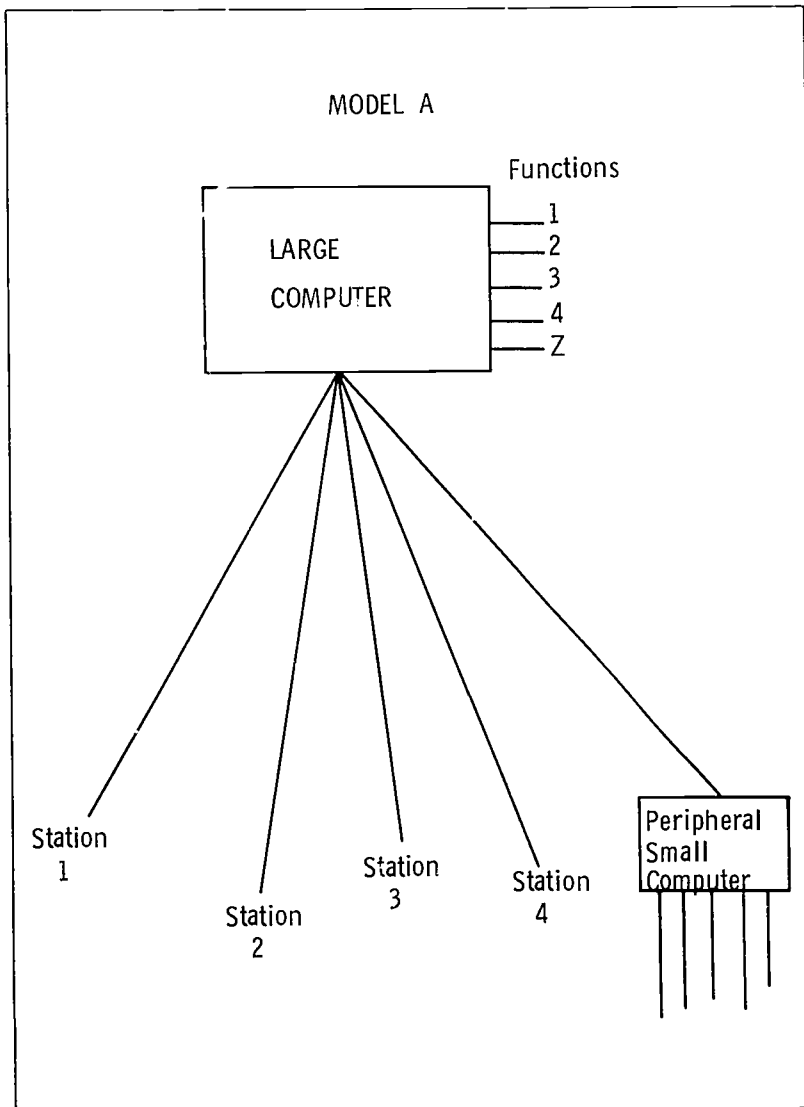 MODEL A
Functions
LARGE
COMPUTER
1
2
3
4
Z
Station
1
Station
2
Station
3
Station
4
Peripheral
Small
Computer